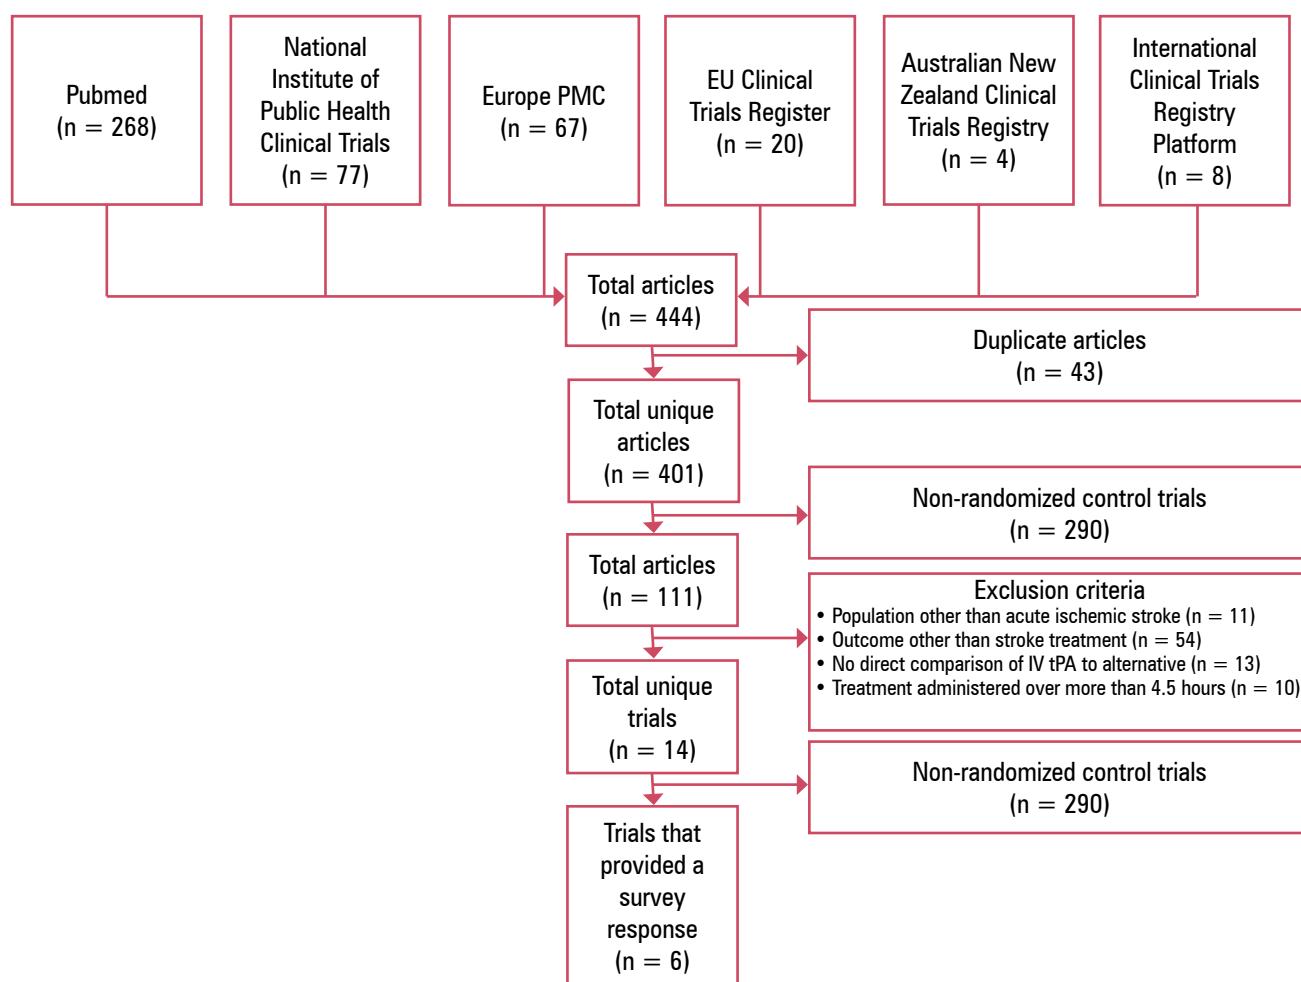 Pubmed
(n = 268)
National
Institute of
Public Health
Clinical Trials
(n = 77)
Europe PMC
(n = 67)
EU Clinical
Trials Register
(n = 20)
Australian New
Zealand Clinical
Trials Registry
(n = 4)
International
Clinical Trials
Registry
Platform
(n = 8)
Total articles
(n = 444)
Duplicate articles
(n = 43)
Total unique
articles
(n = 401)
Non-randomized control trials
(n = 290)
Total articles
(n = 111)
Exclusion criteria
• Population other than acute ischemic stroke (n = 11)
• Outcome other than stroke treatment (n = 54)
• No direct comparison of IV tPA to alternative (n = 13)
• Treatment administered over more than 4.5 hours (n = 10)
Total unique
trials
(n = 14)
Non-randomized control trials
(n = 290)
Trials that
provided a
survey
response
(n = 6)